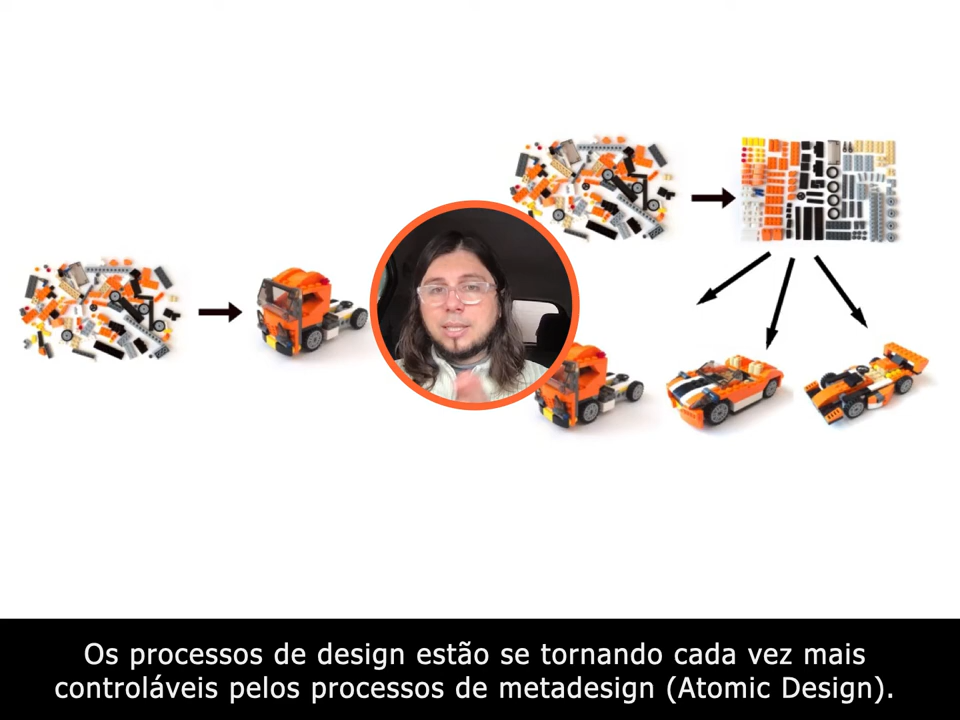 Os processos de design estão se tornando cada vez mais
controláveis pelos processos de metadesign (Atomic Design).